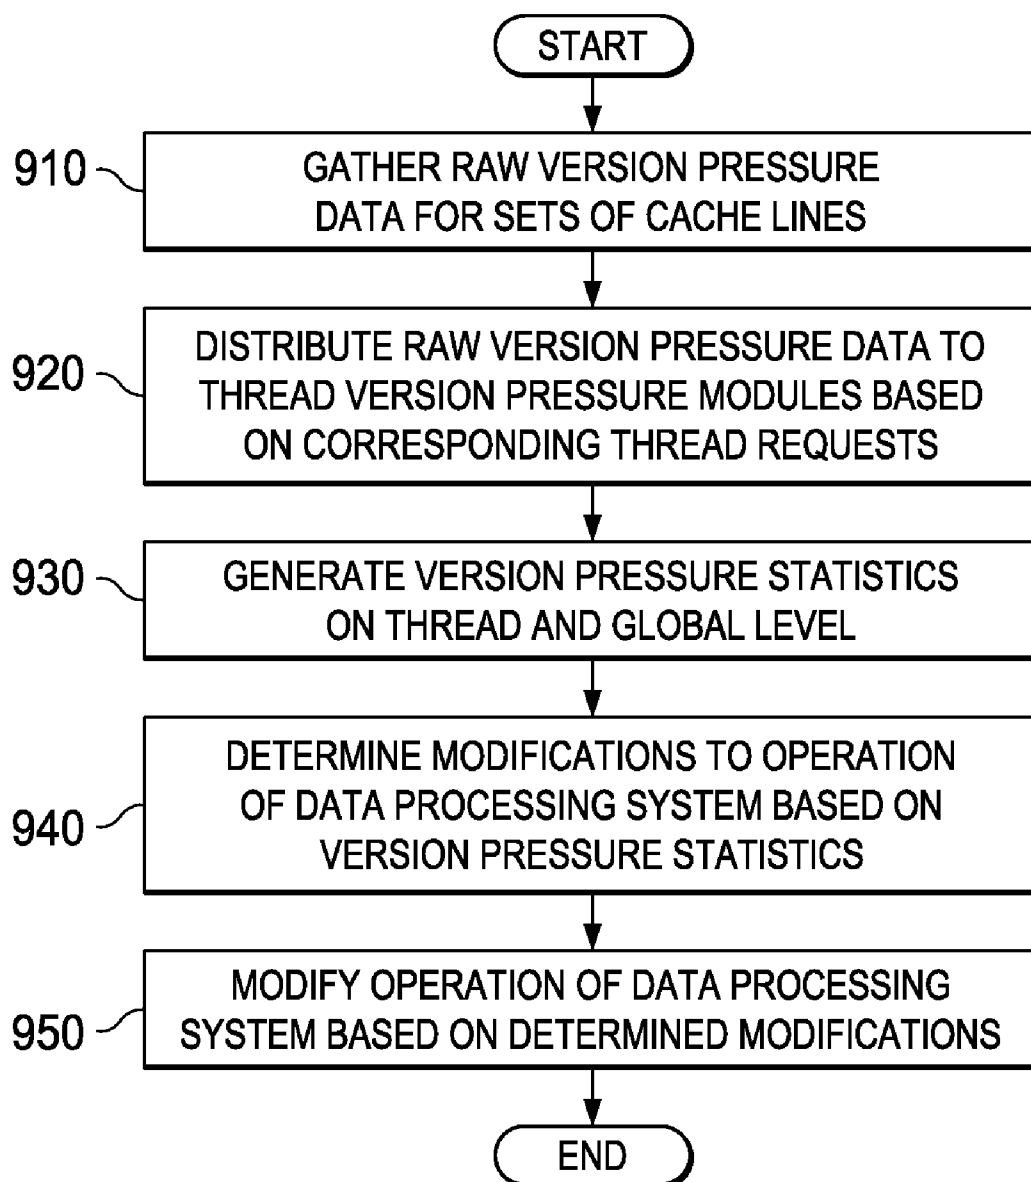 START
910
GATHER RAW VERSION PRESSURE
DATA FOR SETS OF CACHE LINES
920
DISTRIBUTE RAW VERSION PRESSURE DATA TO
THREAD VERSION PRESSURE MODULES BASED
ON CORRESPONDING THREAD REQUESTS
930
GENERATE VERSION PRESSURE STATISTICS
ON THREAD AND GLOBAL LEVEL
940
DETERMINE MODIFICATIONS TO OPERATION
OF DATA PROCESSING SYSTEM BASED ON
VERSION PRESSURE STATISTICS
950
MODIFY OPERATION OF DATA PROCESSING
SYSTEM BASED ON DETERMINED MODIFICATIONS
END